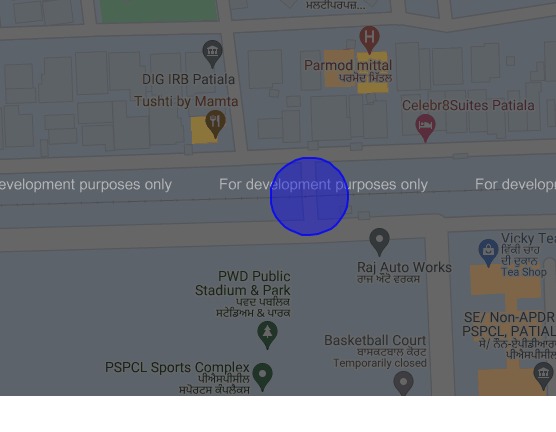 ਮਲਟੀਪਰਪਜ਼...
DIG IRB Patiala
Parmod mittal
ਪਰਮੋਦ ਮਿੱਤਲ
Tushti by Mamta
Celebr8Suites Patiala
evelopment purposes only
For development purposes only
For develop
Vicky Tea
ਵਿੱਕੀ ਚਾਹ
ਦੀ ਦੁਕਾਨ
Tea Shop
Raj Auto Works
ਰਾਜ ਔਟੋ ਵਰਕਸ
PWD Public
Stadium & Park
ਪਵਦ ਪਬਲਿਕ
ਸਟੇਡਿਅਮ & ਪਾਰਕ
SE/ Non-APDR
PSPCL, PATIAL
ਸੇ/ ਨੌਨ-ਏਪੀਡੀਆਰ
ਪੀਐਸਪੀਸੀਲ
Basketball Court
ਬਾਸਕਟਬਾਲ ਕੋਰਟ
Temporarily closed
PSPCL Sports Complex
ਪੀਐਸਪੀਸੀਲ
ਸਪੋਰਟਸ ਕੰਪਲੈਕਸ